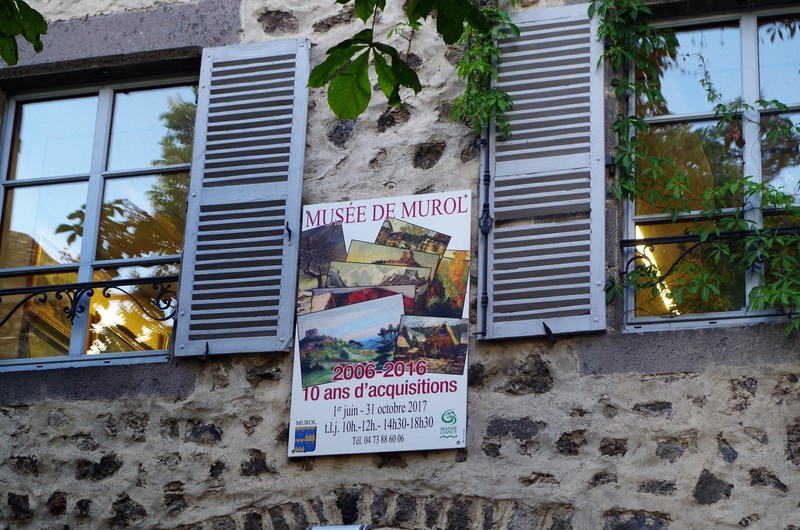 MUSÉE DE MUROL
2006-2016
10 ans d'acquisitions
1er juin - 31 octobre 2017
t.l.j. 10h.-12h. - 14h30-18h30
Tél. 04 73 88 60 06
MUROL